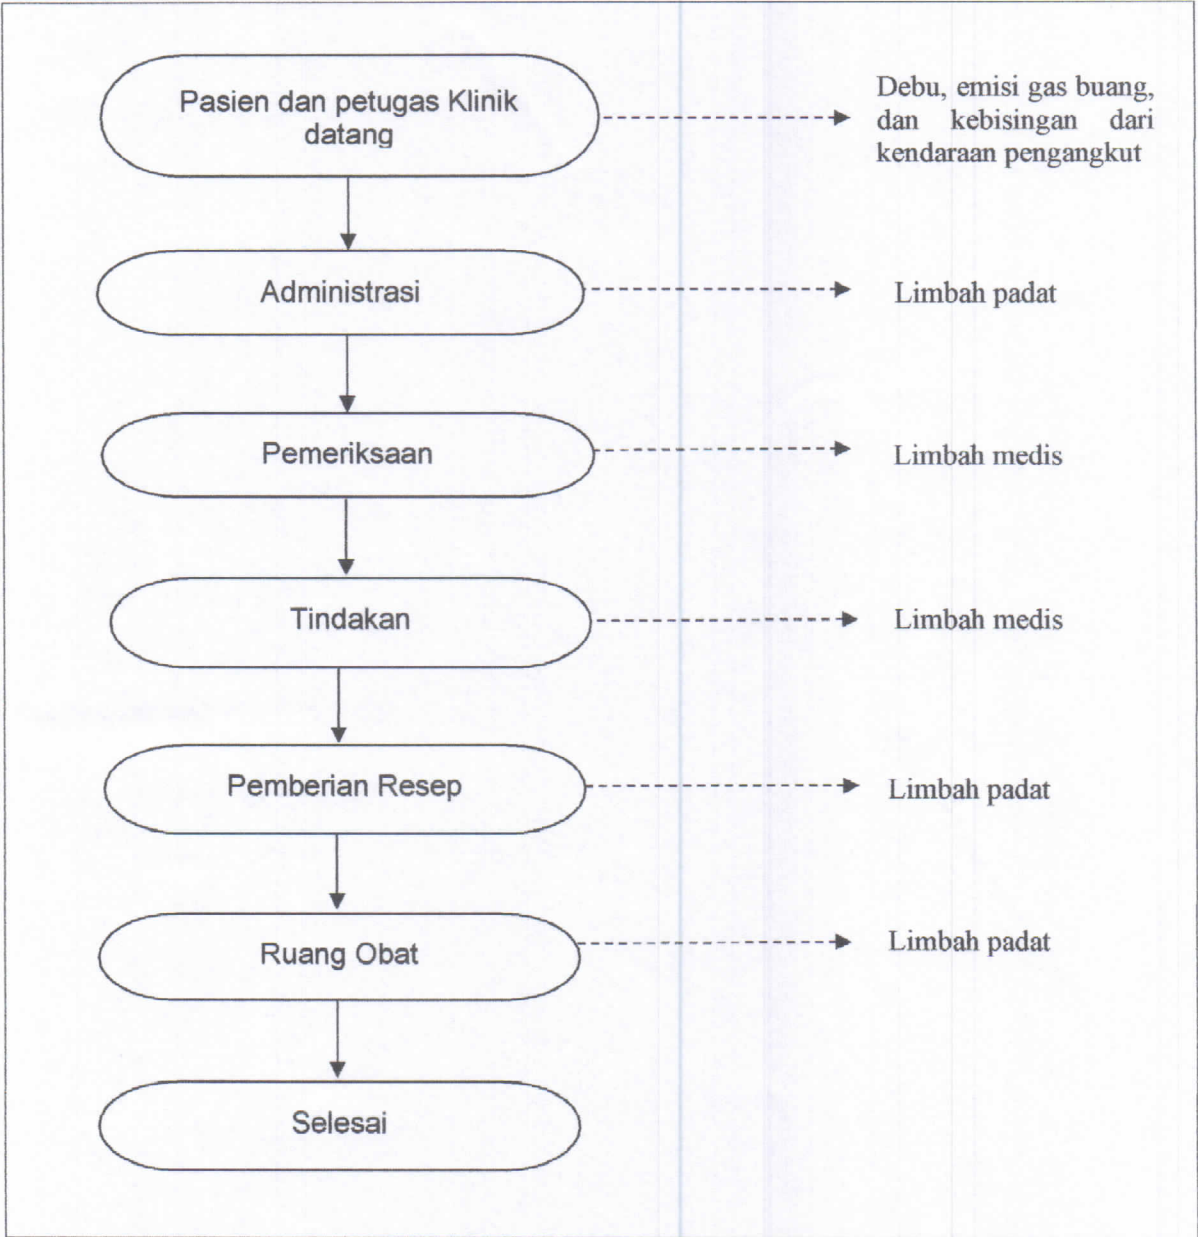 Pasien dan petugas Klinik
datang
Debu, emisi gas buang,
dan kebisingan dari
kendaraan pengangkut
Administrasi
Limbah padat
Pemeriksaan
Limbah medis
Tindakan
Limbah medis
Pemberian Resep
Limbah padat
Ruang Obat
Limbah padat
Selesai